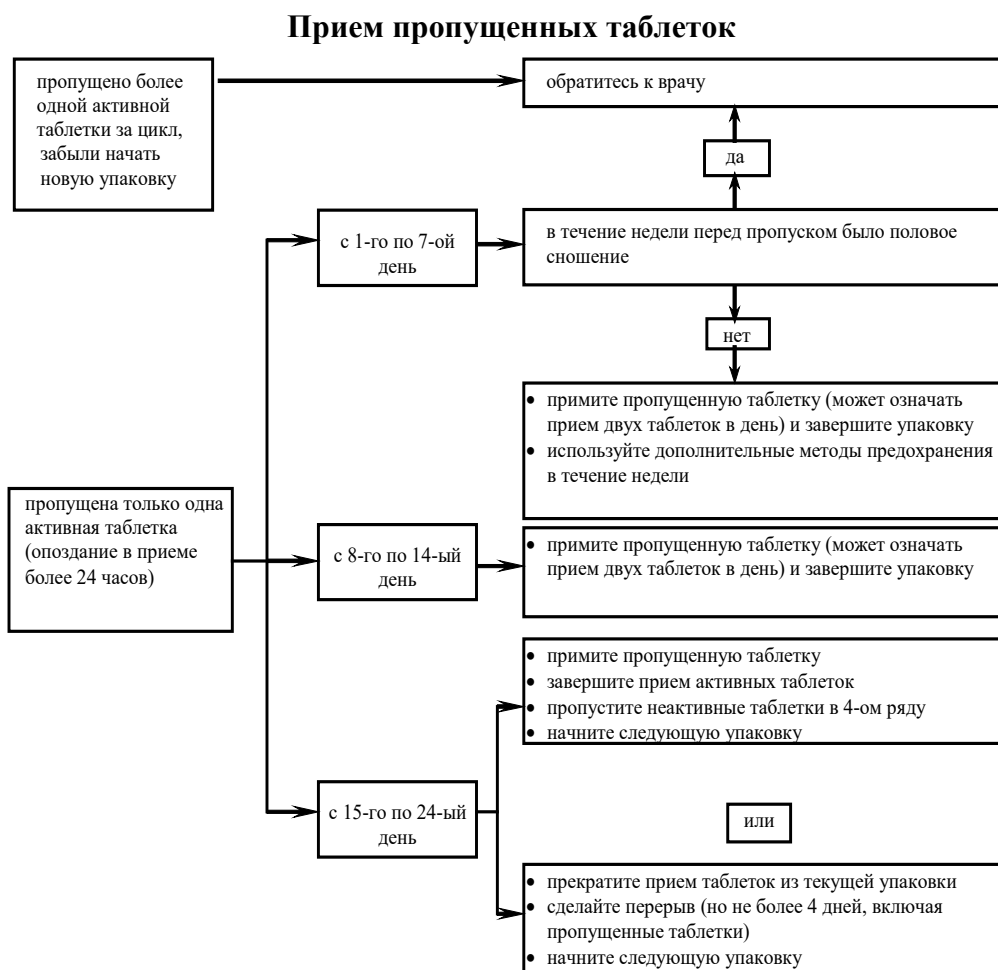 Прием пропущенных таблеток
пропущено более
одной активной
таблетки за цикл,
забыли начать
новую упаковку
обратитесь к врачу
да
с 1-го по 7-ой
день
в течение недели перед пропуском было половое
сношение
нет
• примите пропущенную таблетку (может означать
прием двух таблеток в день) и завершите упаковку
• используйте дополнительные методы предохранения
в течение недели
пропущена только одна
активная таблетка
(опоздание в приеме
более 24 часов)
с 8-го по 14-ый
день
• примите пропущенную таблетку (может означать
прием двух таблеток в день) и завершите упаковку
• примите пропущенную таблетку
• завершите прием активных таблеток
• пропустите неактивные таблетки в 4-ом ряду
• начните следующую упаковку
с 15-го по 24-ый
день
или
• прекратите прием таблеток из текущей упаковки
• сделайте перерыв (но не более 4 дней, включая
пропущенные таблетки)
• начните следующую упаковку